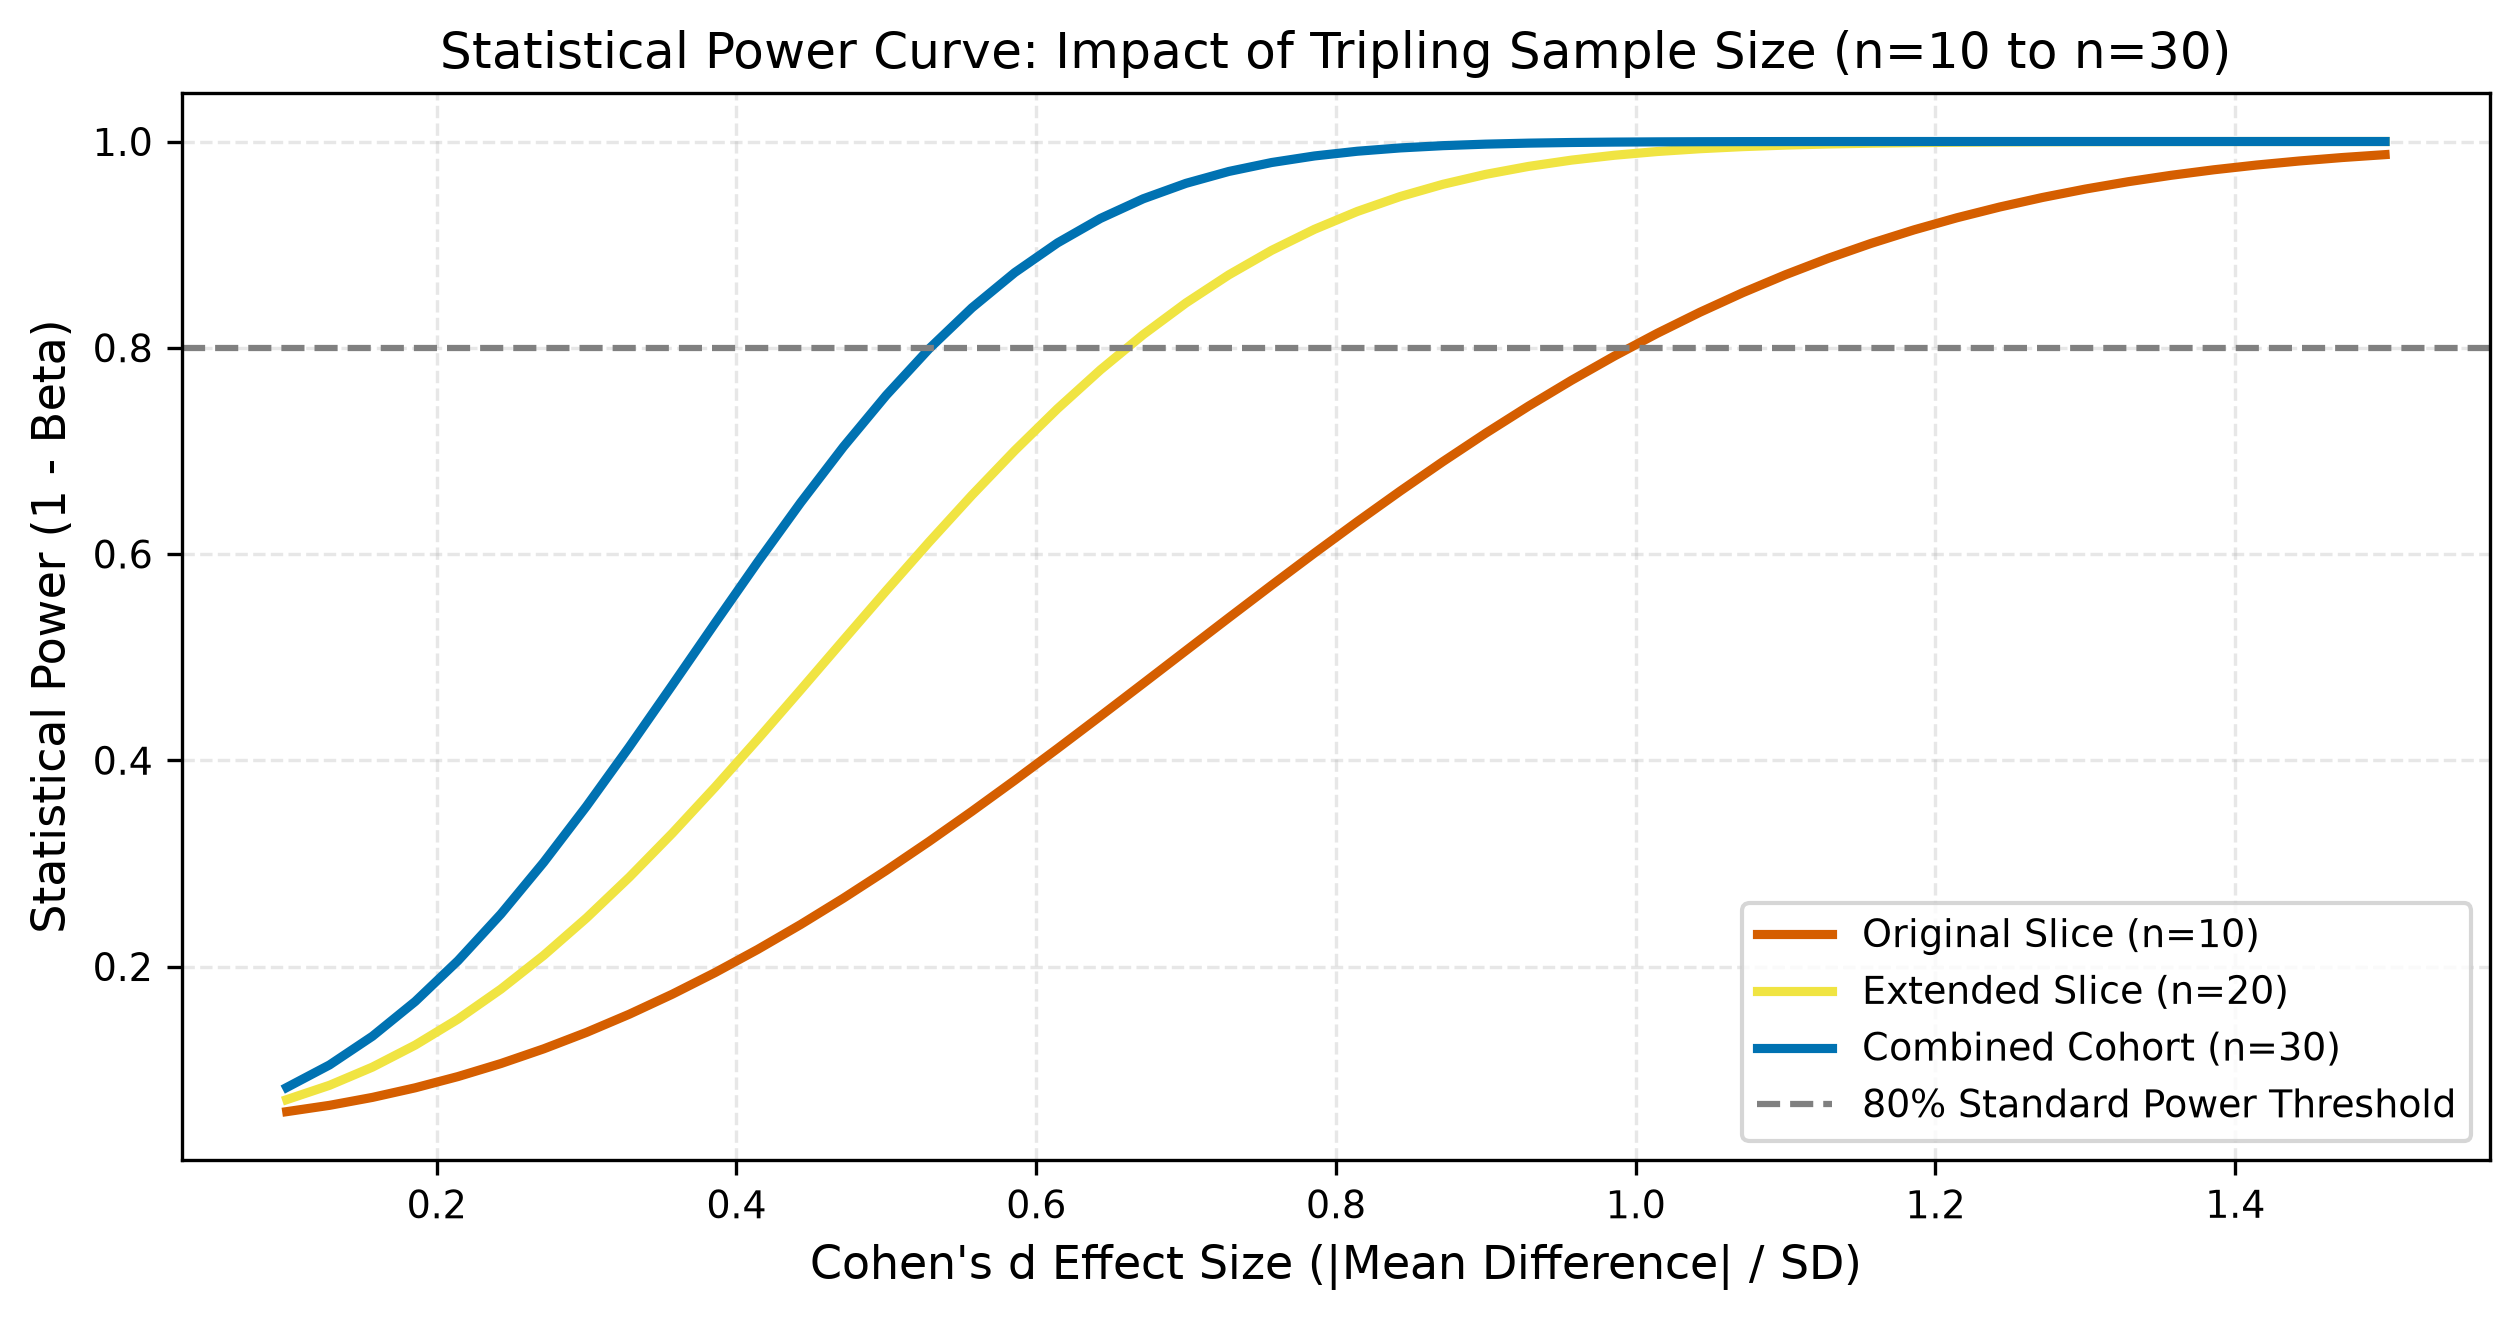 Statistical Power Curve: Impact of Tripling Sample Size (n=10 to n=30)
Statistical Power (1 - Beta)
1.0
0.8
0.6
0.4
0.2
Original Slice (n=10)
Extended Slice (n=20)
Combined Cohort (n=30)
80% Standard Power Threshold
0.2 0.4 0.6 0.8 1.0 1.2 1.4
Cohen's d Effect Size (|Mean Difference| / SD)